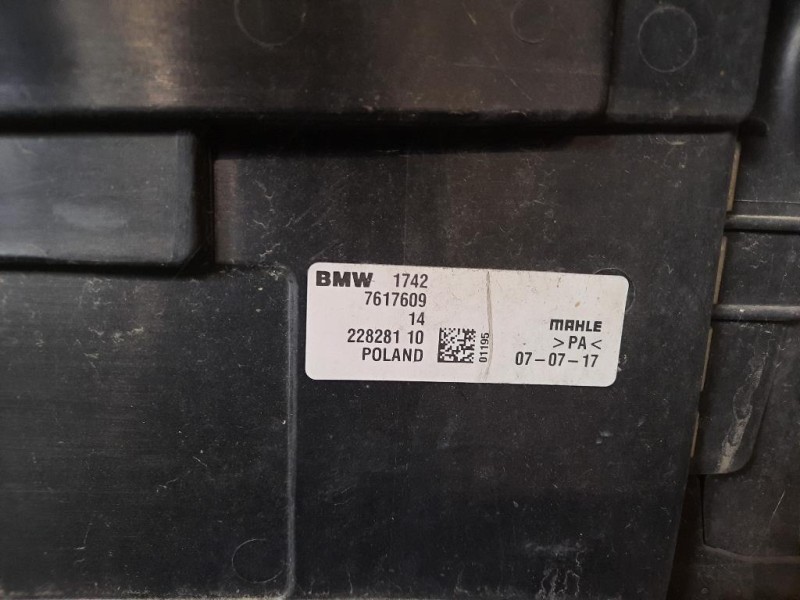 BMW 1742
7617609
14
228281 10
POLAND
01195
MAHLE
>PA<
07-07-17